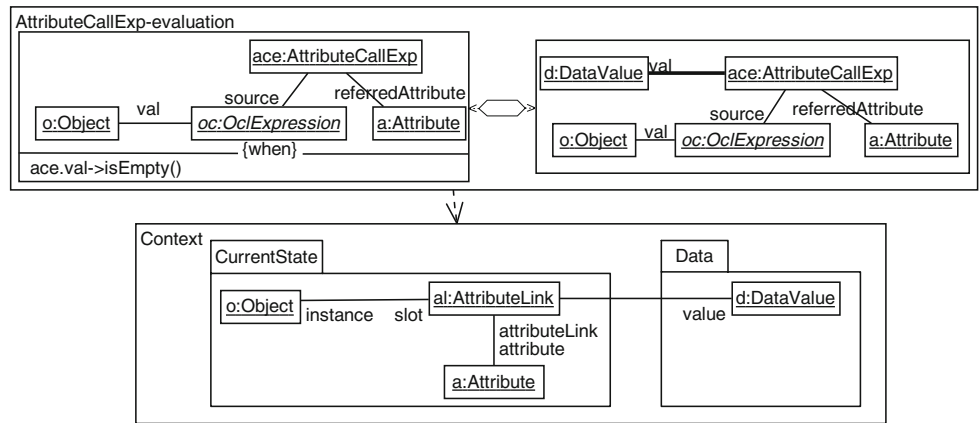 AttributeCallExp-evaluation
ace:AttributeCallExp
source
referredAttribute
val
o:Object
oc:OclExpression
a:Attribute
{when}
ace.val->isEmpty()
d:DataValue
val
ace:AttributeCallExp
source
referredAttribute
o:Object
val
oc:OclExpression
a:Attribute
Context
CurrentState
Data
o:Object
instance
slot
al:AttributeLink
value
d:DataValue
attributeLink
attribute
a:Attribute